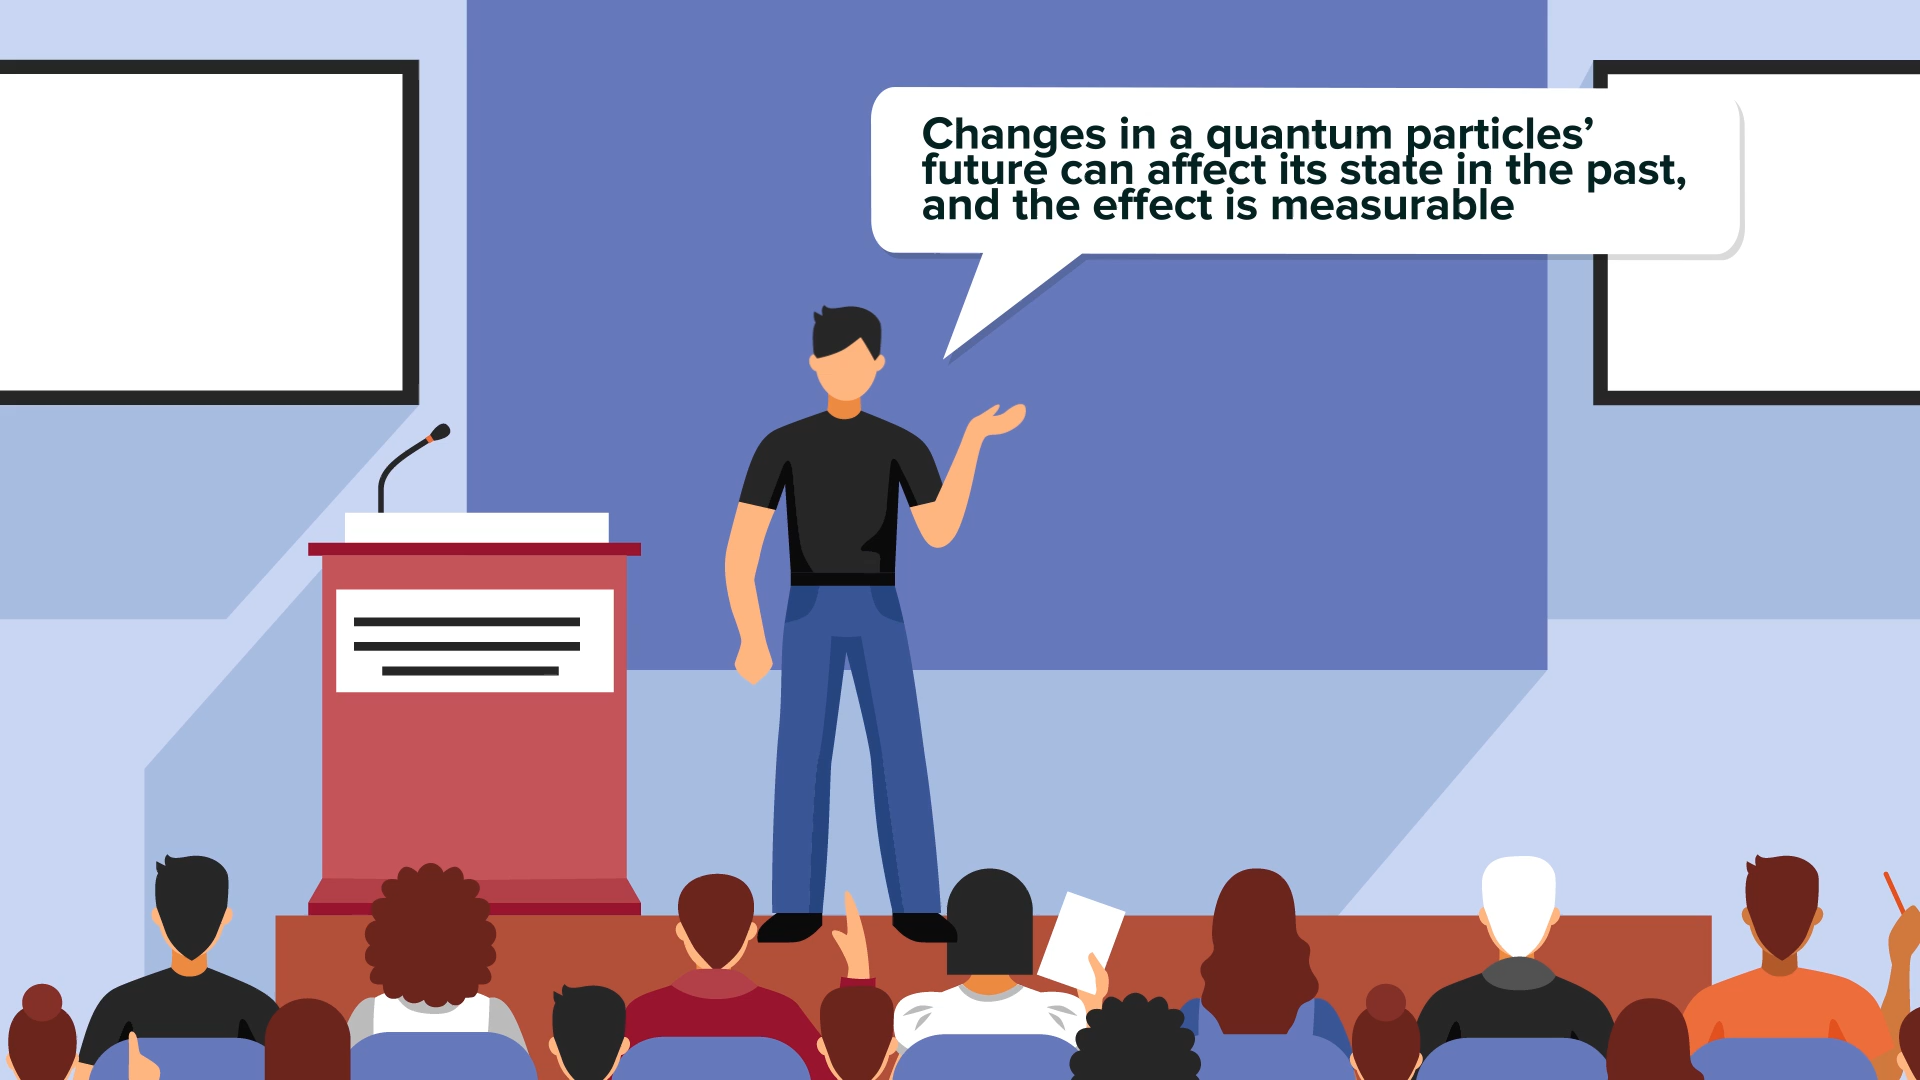 Changes in a quantum particles’
future can affect its state in the past,
and the effect is measurable